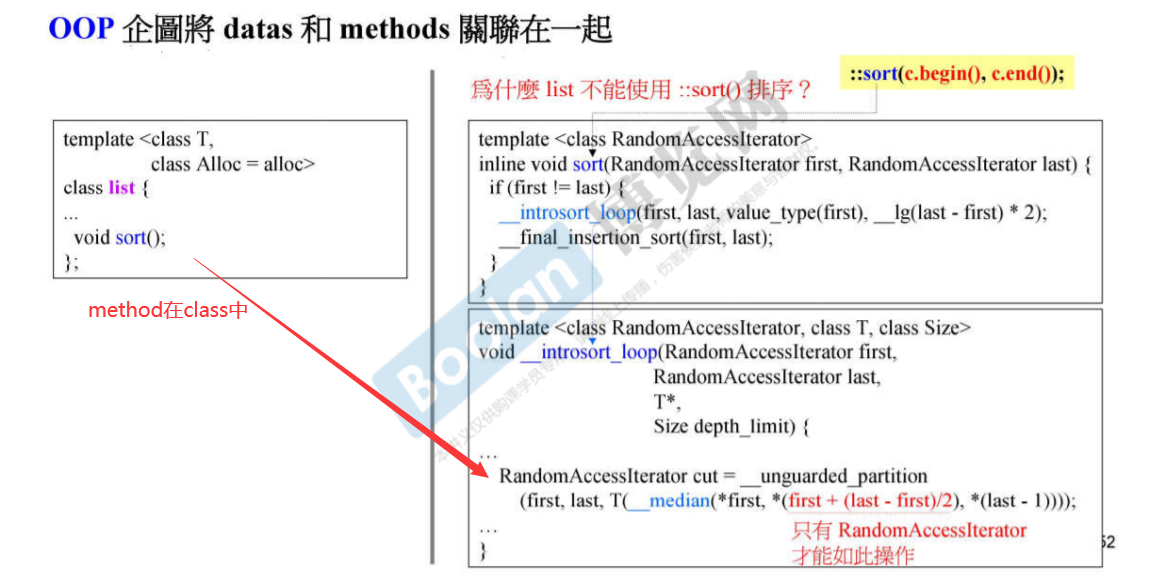 OOP 企圖將 datas 和 methods 關聯在一起
::sort(c.begin(), c.end());
爲什麼 list 不能使用 ::sort() 排序？
template <class T,
class Alloc = alloc>
class list {
...
void sort();
};
method在class中
template <class RandomAccessIterator>
inline void sort(RandomAccessIterator first, RandomAccessIterator last) {
if (first != last) {
__introsort_loop(first, last, value_type(first), __lg(last - first) * 2);
__final_insertion_sort(first, last);
}
}
template <class RandomAccessIterator, class T, class Size>
void __introsort_loop(RandomAccessIterator first,
RandomAccessIterator last,
T*,
Size depth_limit) {
...
RandomAccessIterator cut = __unguarded_partition
(first, last, T(__median(*first, *(first + (last - first)/2), *(last - 1))));
...
只有 RandomAccessIterator
才能如此操作
}
52
Boolan 博览网